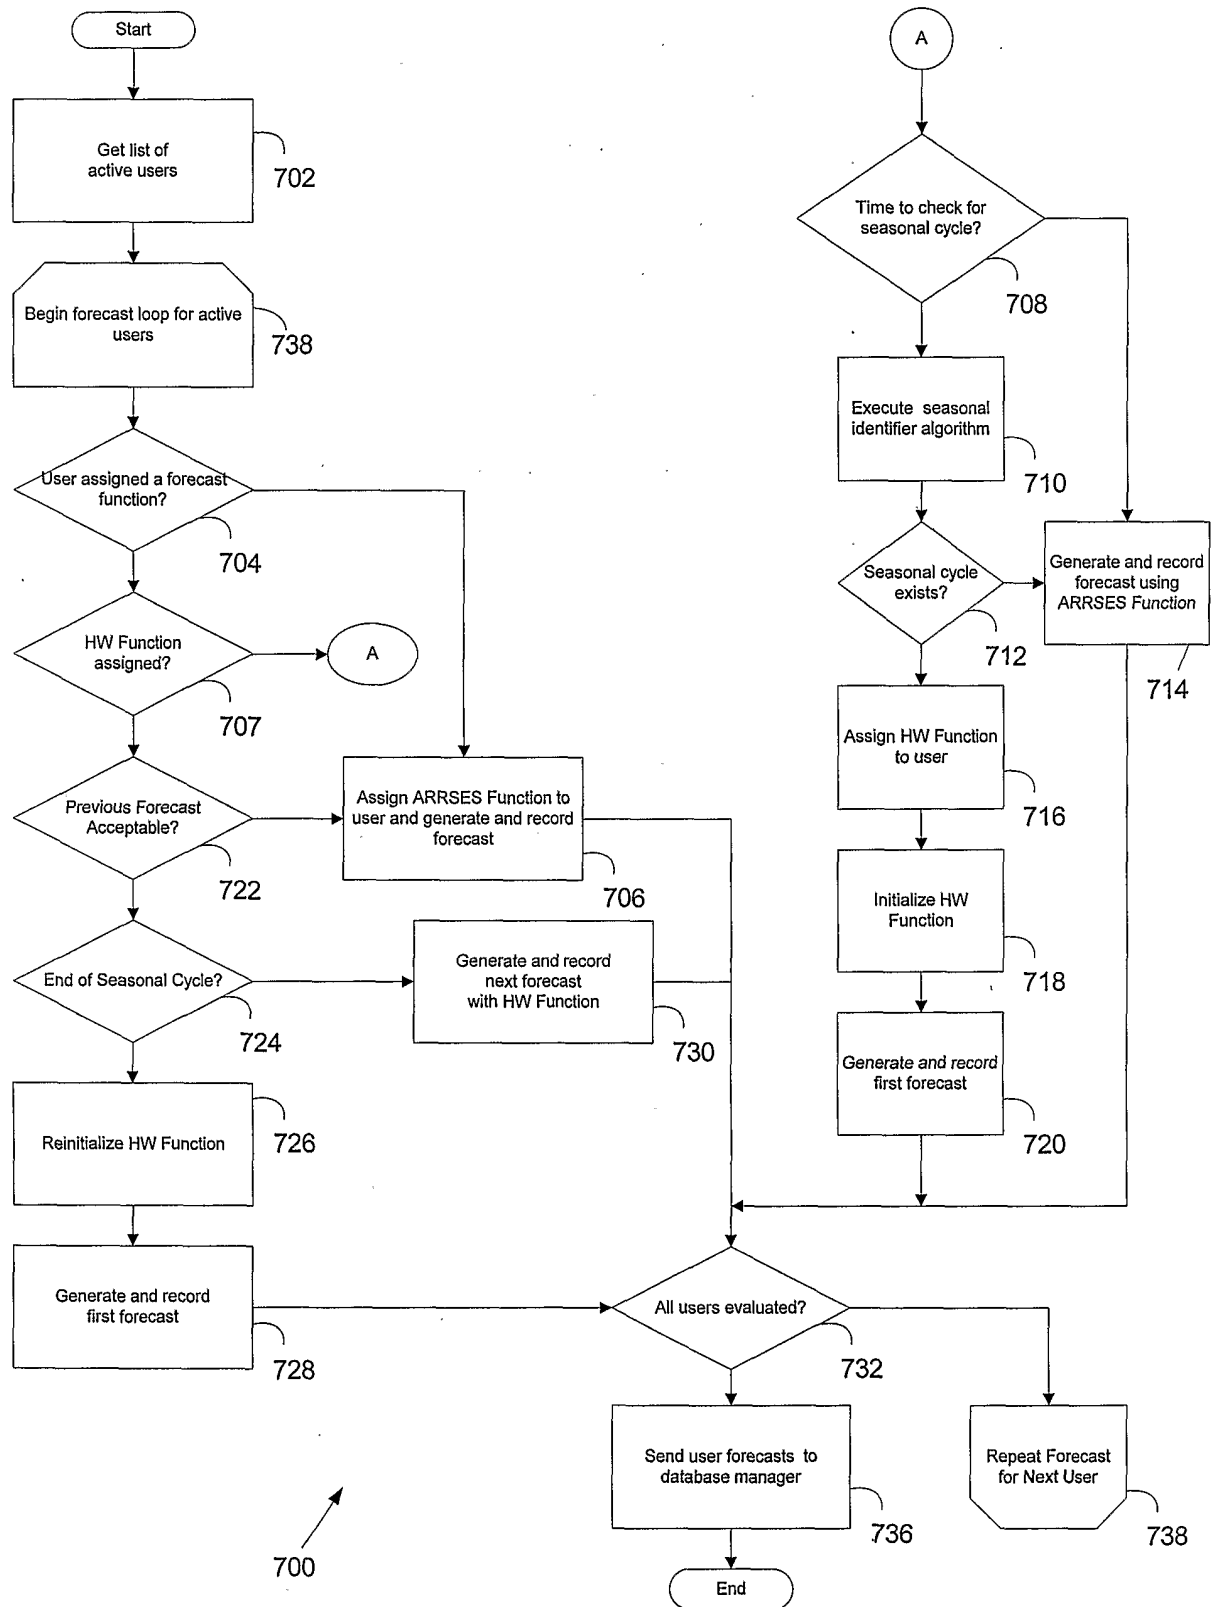 Start
Get list of
active users
702
Begin forecast loop for active
users
738
User assigned a forecast
function?
704
HW Function
assigned?
707
A
Previous Forecast
Acceptable?
722
Assign ARRSES Function to
user and generate and record
forecast
706
End of Seasonal Cycle?
724
Generate and record
next forecast
with HW Function
730
Reinitialize HW Function
726
Generate and record
first forecast
728
A
Time to check for
seasonal cycle?
708
Execute seasonal
identifier algorithm
710
Seasonal cycle
exists?
712
Generate and record
forecast using
ARRSES Function
714
Assign HW Function
to user
716
Initialize HW
Function
718
Generate and record
first forecast
720
All users evaluated?
732
Send user forecasts to
database manager
736
Repeat Forecast
for Next User
738
End
700